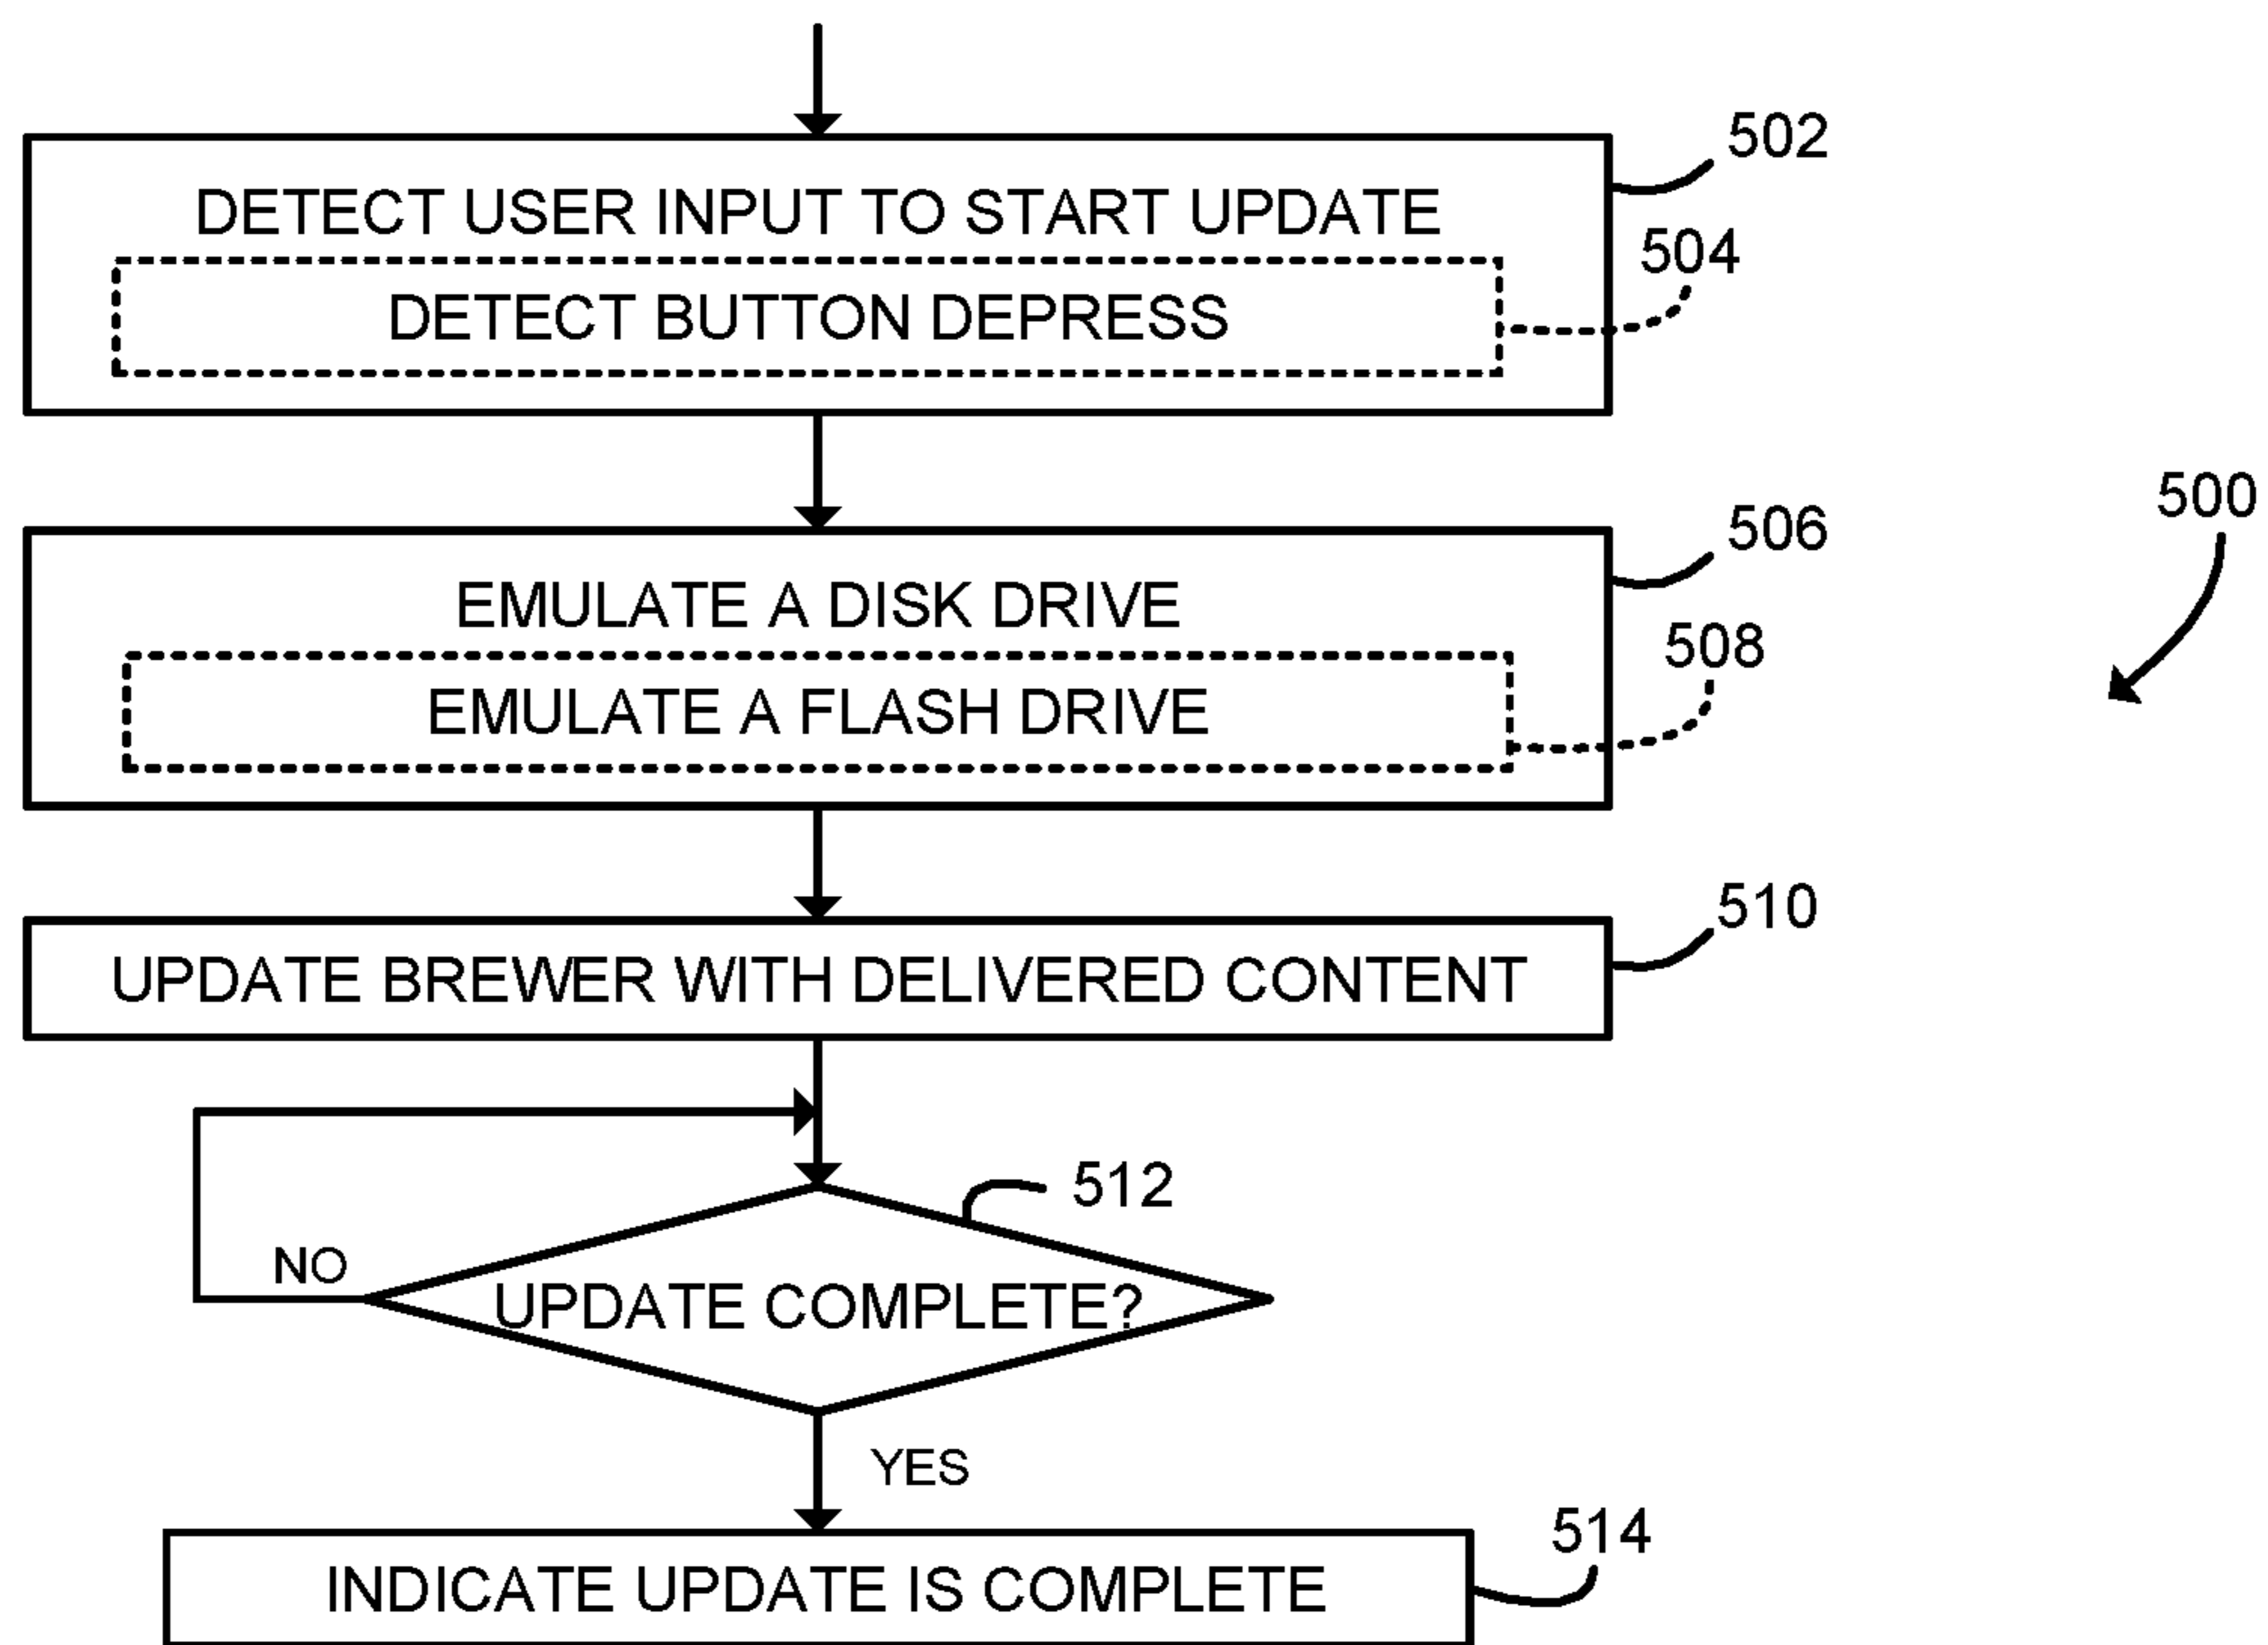 502
DETECT USER INPUT TO START UPDATE
504
DETECT BUTTON DEPRESS
500
506
EMULATE A DISK DRIVE
508
EMULATE A FLASH DRIVE
510
UPDATE BREWER WITH DELIVERED CONTENT
512
NO
UPDATE COMPLETE?
YES
514
INDICATE UPDATE IS COMPLETE